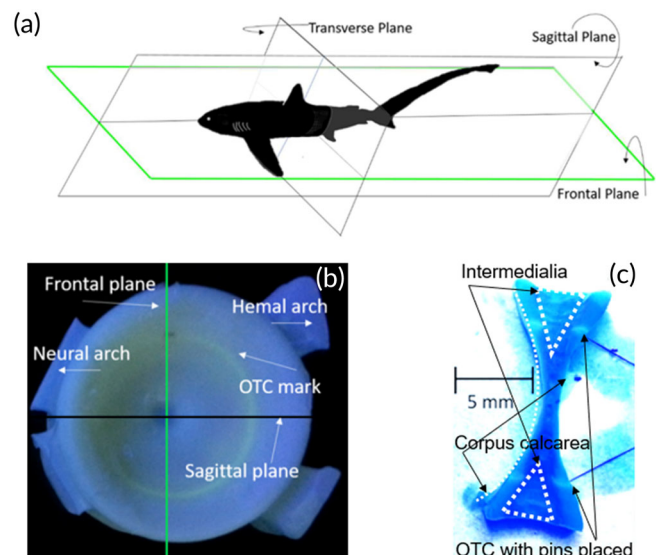 (a)
Transverse Plane
Sagittal Plane
Frontal Plane
(b)
Frontal plane
Hemal arch
Neural arch
OTC mark
Sagittal plane
(c)
Intermedialia
5 mm
Corpus calcarea
OTC with pins placed